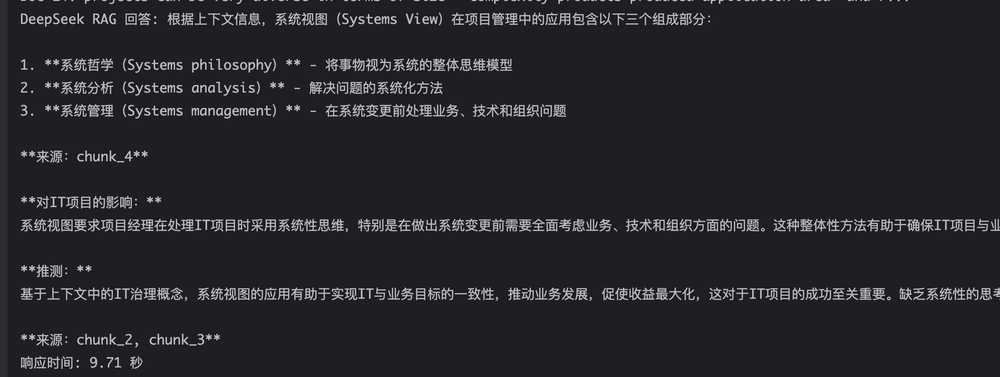 DeepSeek RAG 回答: 根据上下文信息，系统视图（Systems View）在项目管理中的应用包含以下三个组成部分：
1. **系统哲学（Systems philosophy）** - 将事物视为系统的整体思维模型
2. **系统分析（Systems analysis）** - 解决问题的系统化方法
3. **系统管理（Systems management）** - 在系统变更前处理业务、技术和组织问题
**来源：chunk_4**
**对IT项目的影响：**
系统视图要求项目经理在处理IT项目时采用系统性思维，特别是在做出系统变更前需要全面考虑业务、技术和组织方面的问题。这种整体性方法有助于确保IT项目与业
**推测：**
基于上下文中的IT治理概念，系统视图的应用有助于实现IT与业务目标的一致性，推动业务发展，促使收益最大化，这对于IT项目的成功至关重要。缺乏系统性的思考
**来源：chunk_2, chunk_3**
响应时间: 9.71 秒